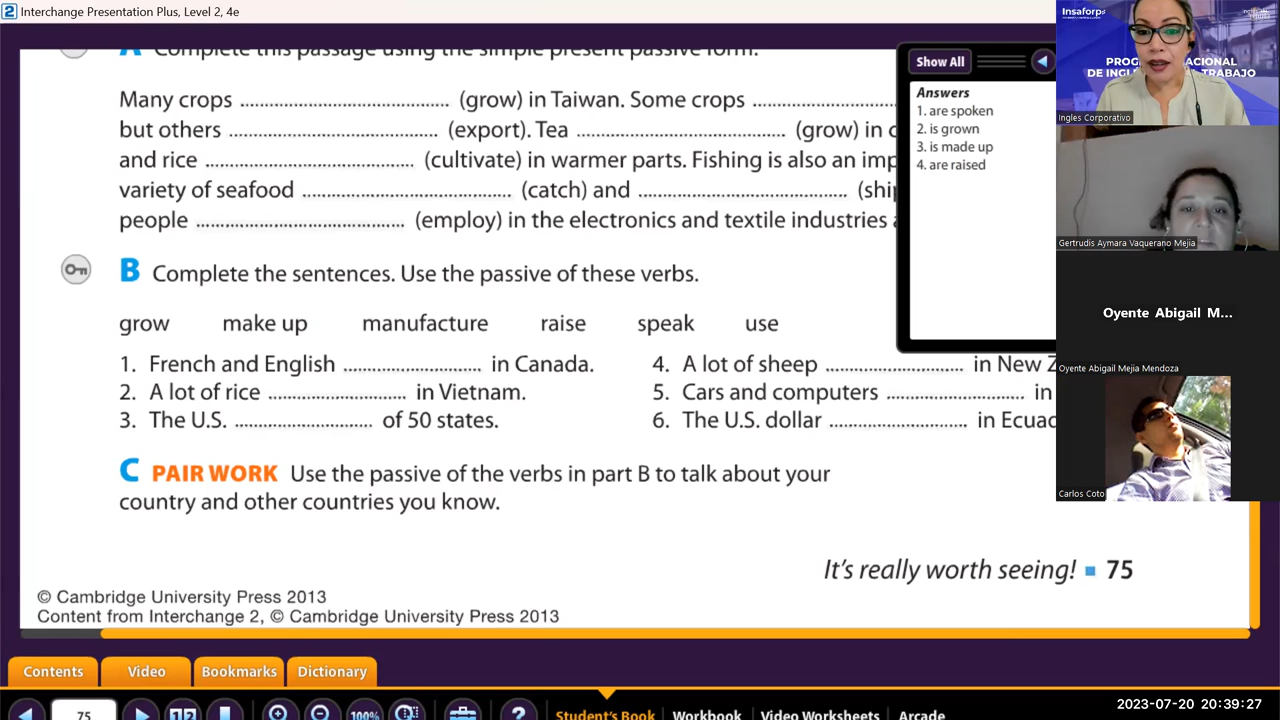 Interchange Presentation Plus, Level 2, 4e
A Complete this passage using the simple present passive form.
Many crops .......... (grow) in Taiwan. Some crops ..........
but others .......... (export). Tea .......... (grow) in c
and rice .......... (cultivate) in warmer parts. Fishing is also an imp
variety of seafood .......... (catch) and .......... (ship
people .......... (employ) in the electronics and textile industries a
B Complete the sentences. Use the passive of these verbs.
grow make up manufacture raise speak use
1. French and English .......... in Canada.
2. A lot of rice .......... in Vietnam.
3. The U.S. .......... of 50 states.
4. A lot of sheep .......... in New Z
5. Cars and computers .......... in
6. The U.S. dollar .......... in Ecuad
C PAIR WORK Use the passive of the verbs in part B to talk about your
country and other countries you know.
It's really worth seeing! ■ 75
© Cambridge University Press 2013
Content from Interchange 2, © Cambridge University Press 2013
Show All
Answers
1. are spoken
2. is grown
3. is made up
4. are raised
Insaforp
Ingles Corporativo
Gertrudis Aymara Vaquerano Mejia
Oyente Abigail M...
Oyente Abigail Mejia Mendoza
Carlos Coto
Contents Video Bookmarks Dictionary
75 1 2 100% ? Student's Book Workbook Video Worksheets Arcade
2023-07-20 20:39:27